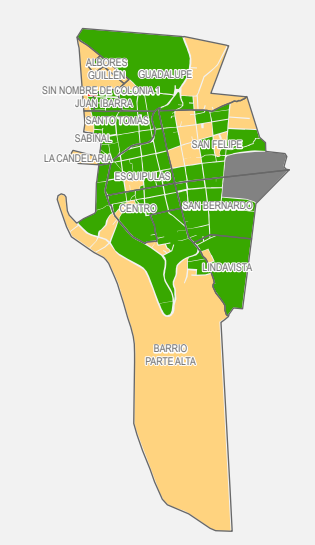 ALBORES
GUILLÉN
GUADALUPE
SIN NOMBRE DE COLONIA 1
JUAN IBARRA
SANTO TOMÁS
SABINAL
SAN FELIPE
LA CANDELARIA
ESQUIPULAS
CENTRO
SAN BERNARDO
LINDAVISTA
BARRIO
PARTE ALTA